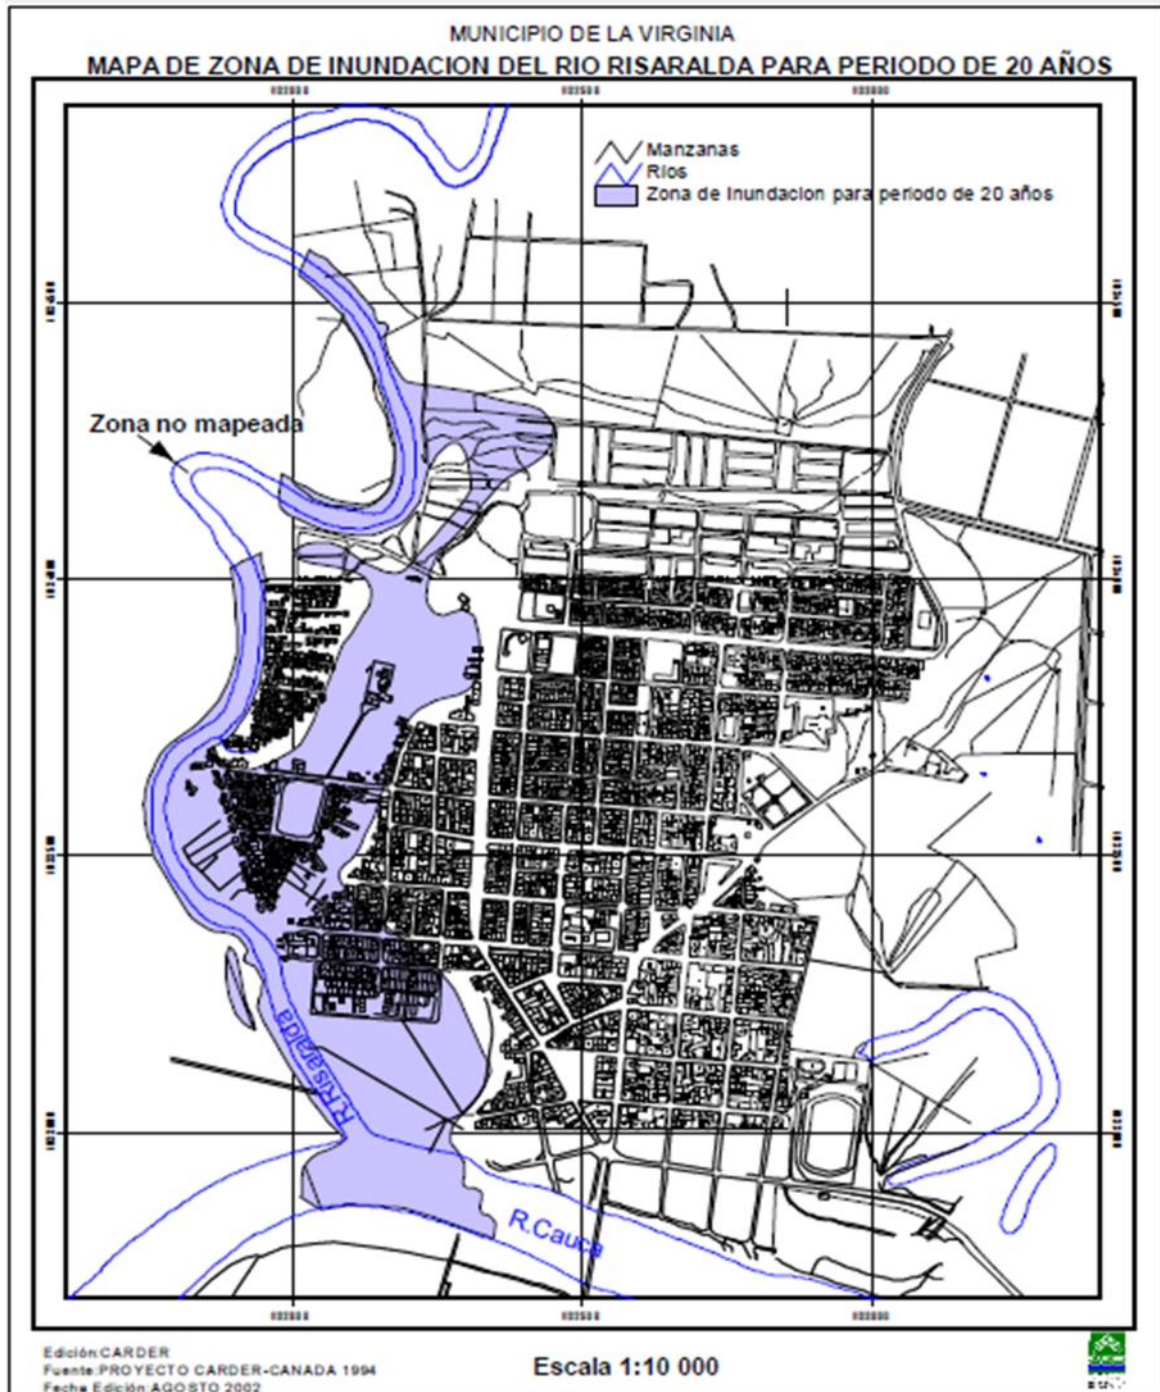 MUNICIPIO DE LA VIRGINIA
MAPA DE ZONA DE INUNDACION DEL RIO RISARALDA PARA PERIODO DE 20 AÑOS
Manzanas
Rios
Zona de Inundacion para periodo de 20 años
Zona no mapeada
R.Risaralda
R.Cauca
Edición:CARDER
Fuente:PROYECTO CARDER-CANADA 1994
Fecha Edición:AGOSTO 2002
Escala 1:10 000